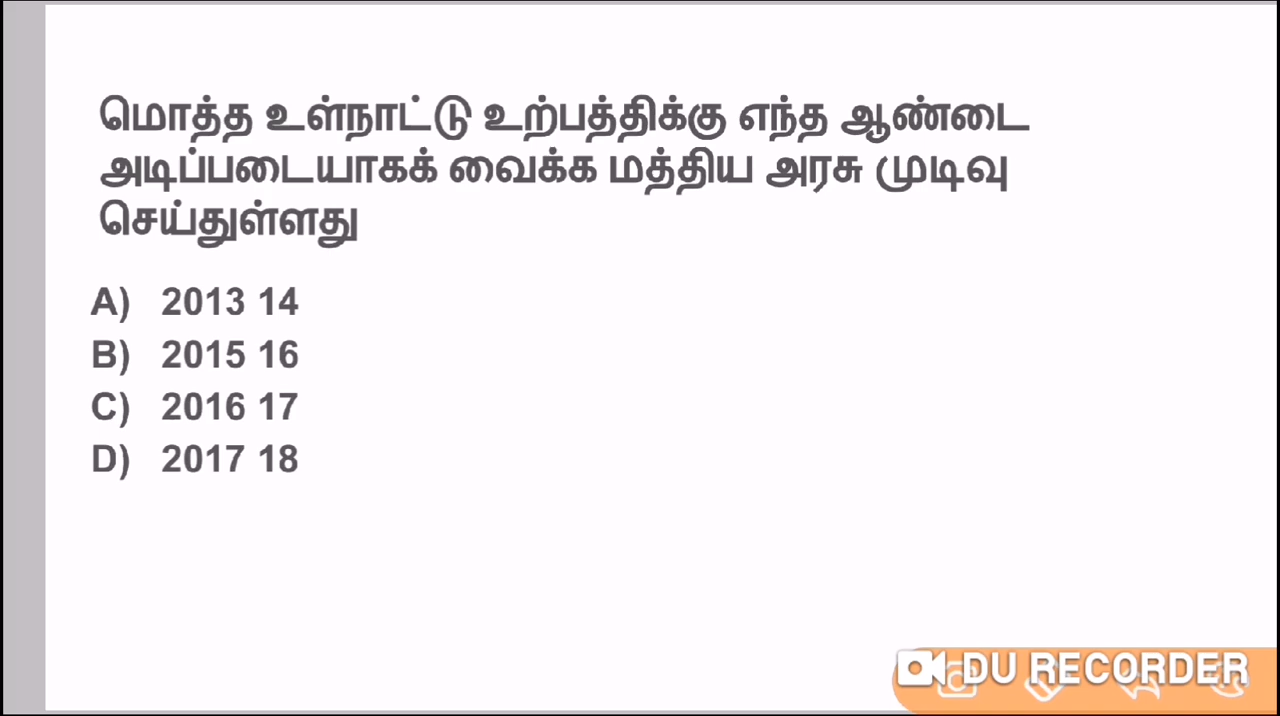 மொத்த உள்நாட்டு உற்பத்திக்கு எந்த ஆண்டை
அடிப்படையாகக் வைக்க மத்திய அரசு முடிவு
செய்துள்ளது
A) 2013 14
B) 2015 16
C) 2016 17
D) 2017 18
DU RECORDER